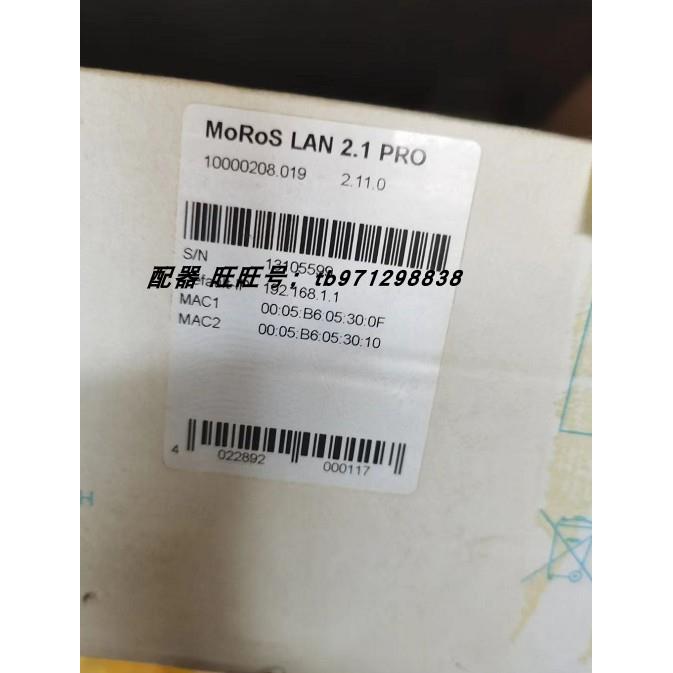 MoRoS LAN 2.1 PRO
10000208.019 2.11.0
S/N 13105599
配器 旺旺号；tb971298838
192.168.1.1
MAC1 00:05:B6:05:30:0F
MAC2 00:05:B6:05:30:10
4 022892 000117